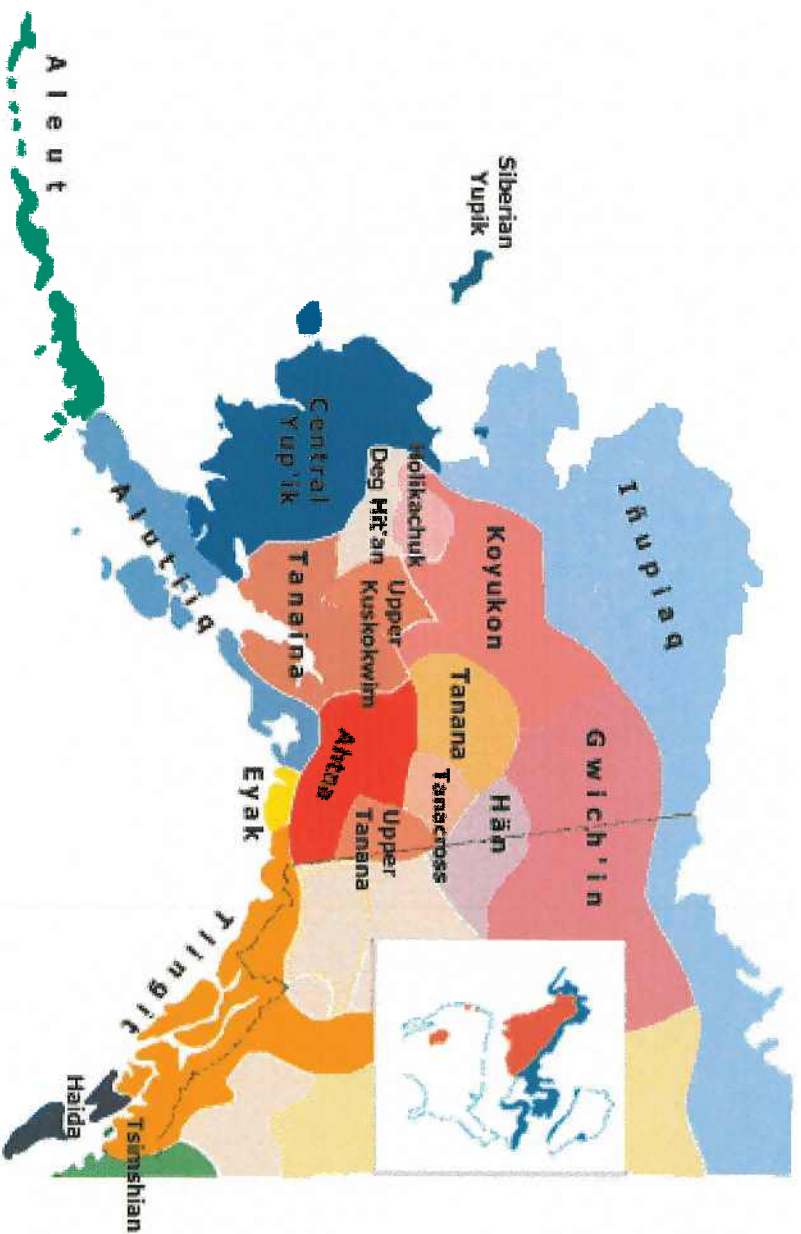 Iñupiaq
Siberian
Yupik
Koyukon
Gwich'in
Holikachuk
Deg Hit'an
Central
Yup'ik
Upper
Kuskokwim
Tanana
Hän
Tanacross
Upper
Tanana
Tanaina
Ahtna
Aleut
Alutiiq
Eyak
Tlingit
Haida
Tsimshian